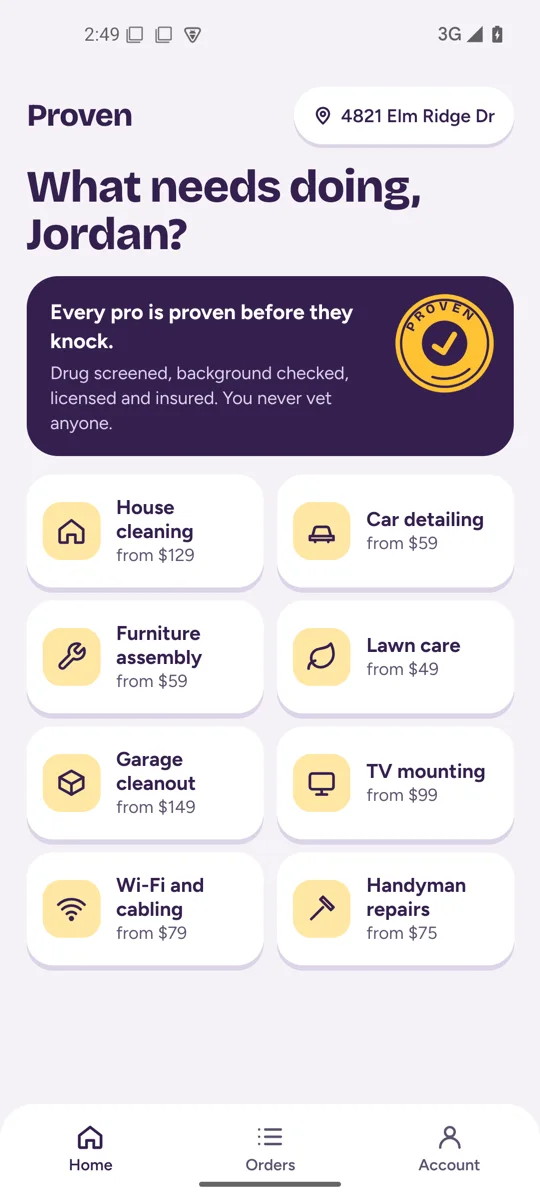 2:49
3G
Proven
4821 Elm Ridge Dr
What needs doing,
Jordan?
Every pro is proven before they
knock.
Drug screened, background checked,
licensed and insured. You never vet
anyone.
PROVEN
House
cleaning
from $129
Car detailing
from $59
Furniture
assembly
from $59
Lawn care
from $49
Garage
cleanout
from $149
TV mounting
from $99
Wi-Fi and
cabling
from $79
Handyman
repairs
from $75
Home
Orders
Account